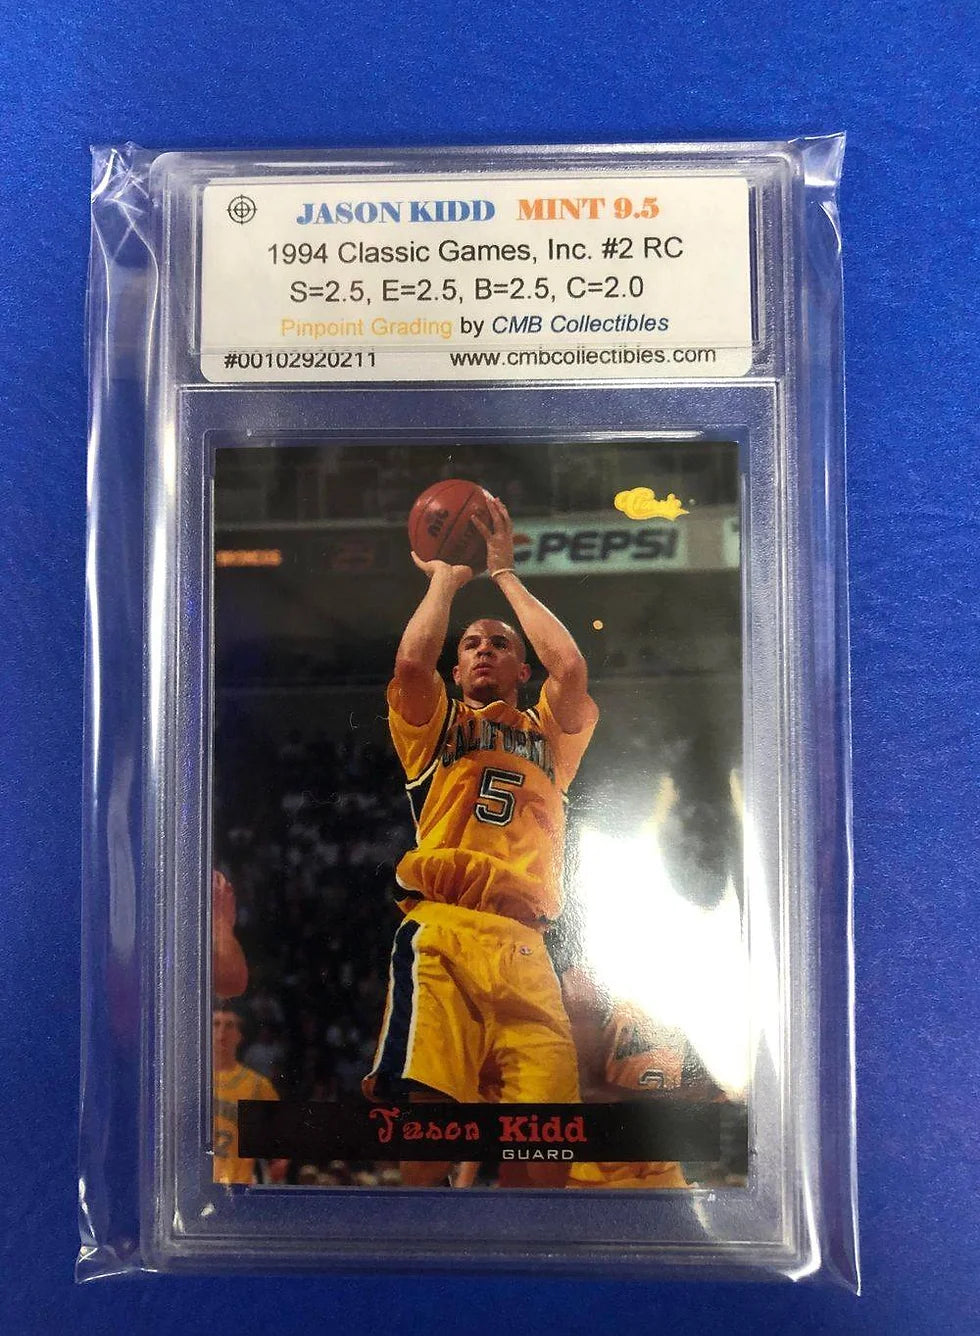 JASON KIDD MINT 9.5
1994 Classic Games, Inc. #2 RC
S=2.5, E=2.5, B=2.5, C=2.0
Pinpoint Grading by CMB Collectibles
#00102920211 www.cmbcollectibles.com
Classic
PEPSI
CALIFORNIA
5
Jason Kidd
GUARD